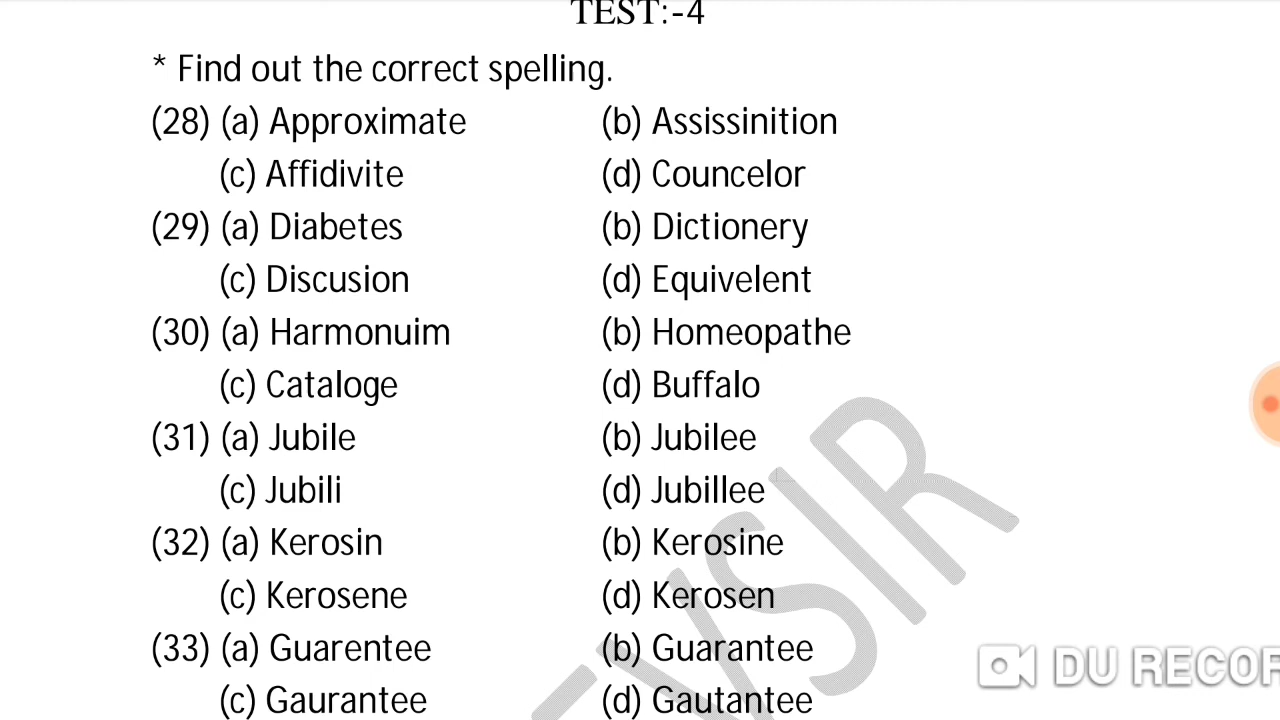 TEST:-4
* Find out the correct spelling.
(28) (a) Approximate (b) Assissinition
(c) Affidivite (d) Councelor
(29) (a) Diabetes (b) Dictionery
(c) Discusion (d) Equivelent
(30) (a) Harmonuim (b) Homeopathe
(c) Cataloge (d) Buffalo
(31) (a) Jubile (b) Jubilee
(c) Jubili (d) Jubillee
(32) (a) Kerosin (b) Kerosine
(c) Kerosene (d) Kerosen
(33) (a) Guarentee (b) Guarantee
(c) Gaurantee (d) Gautantee
SIR
DU RECOR